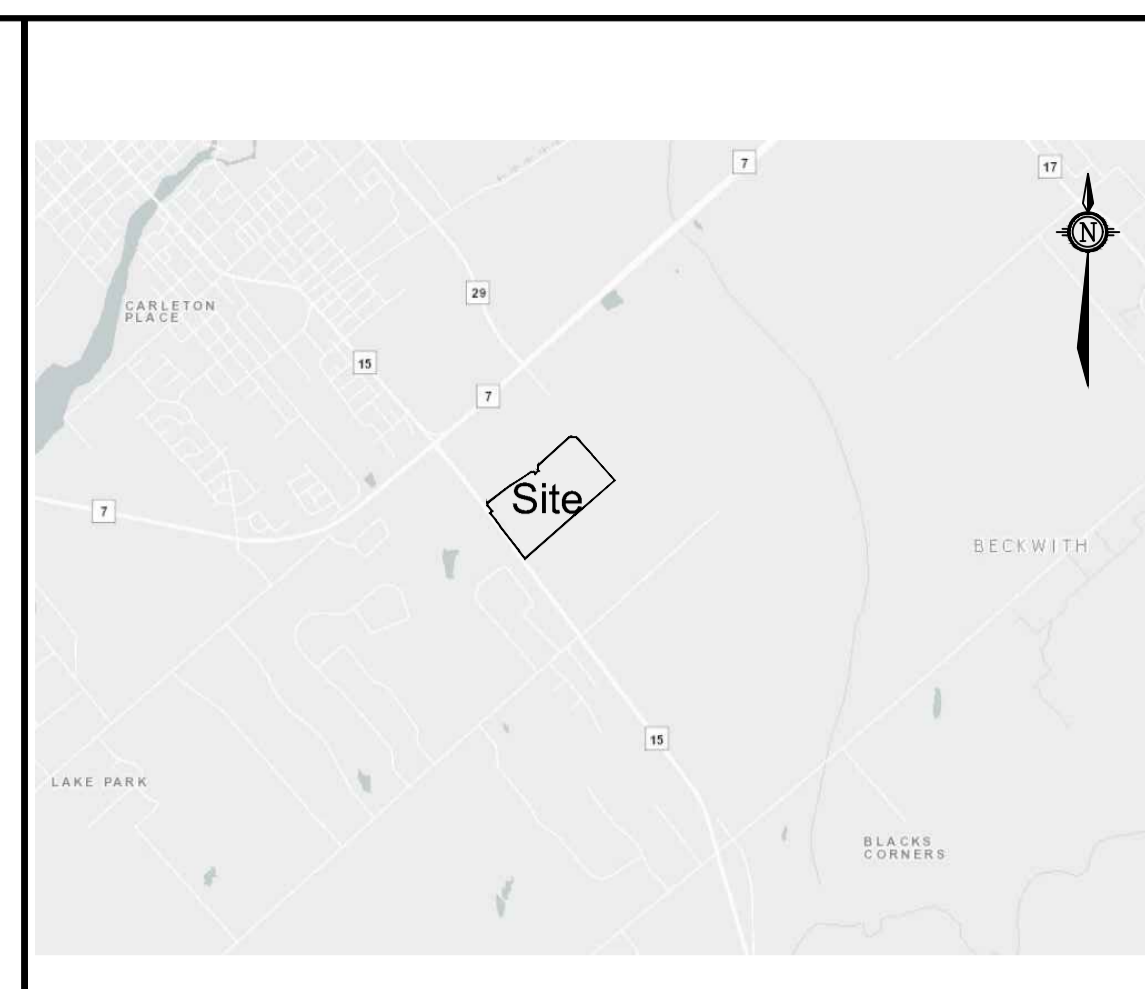 7
17
N
29
CARLETON
PLACE
15
7
Site
7
BECKWITH
15
LAKE PARK
BLACKS
CORNERS